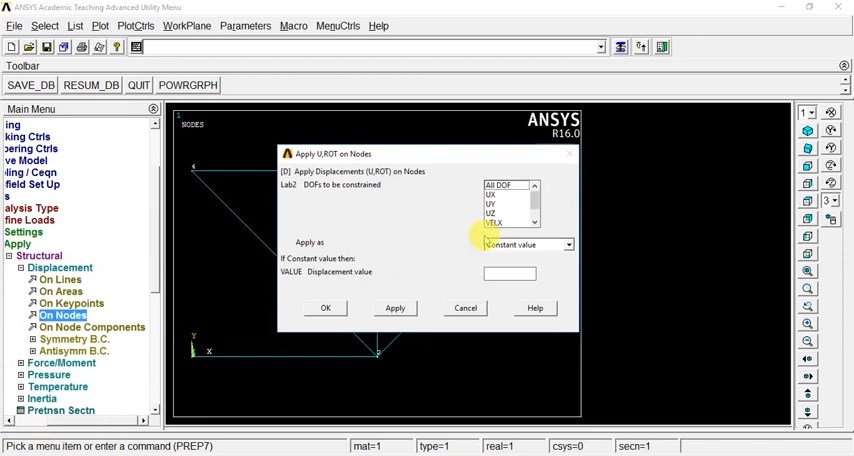 ANSYS Academic Teaching Advanced Utility Menu
File Select List Plot PlotCtrls WorkPlane Parameters Macro MenuCtrls Help
Toolbar
SAVE_DB RESUM_DB QUIT POWRGRPH
Main Menu
ing
king Ctrls
bering Ctrls
ve Model
ling / Ceqn
-field Set Up
s
alysis Type
fine Loads
Settings
Apply
Structural
Displacement
On Lines
On Areas
On Keypoints
On Nodes
On Node Components
Symmetry B.C.
Antisymm B.C.
Force/Moment
Pressure
Temperature
Inertia
Pretnsn Sectn
1
NODES
ANSYS
R16.0
4
Y
X
2
Apply U,ROT on Nodes
[D] Apply Displacements (U,ROT) on Nodes
Lab2 DOFs to be constrained
All DOF
UX
UY
UZ
VELX
Apply as
Constant value
If Constant value then:
VALUE Displacement value
OK Apply Cancel Help
1
3
Pick a menu item or enter a command (PREP7)
mat=1 type=1 real=1 csys=0 secn=1